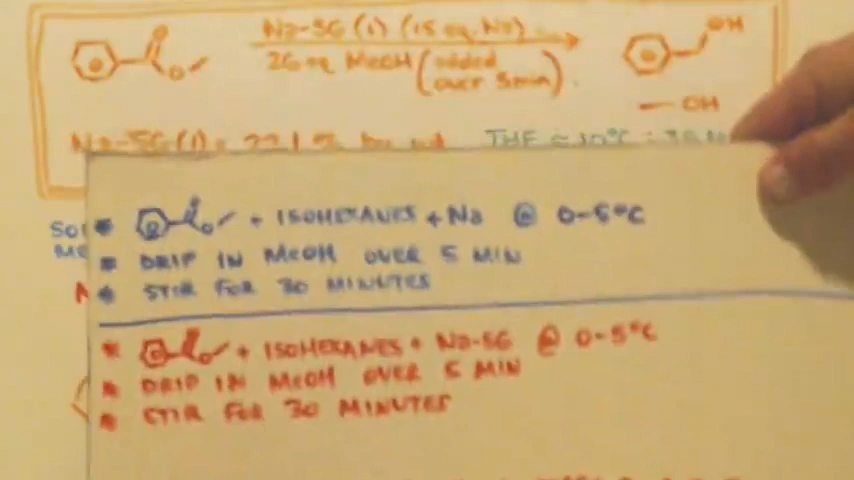 Na-SG (I) (15 eq. Na)
26 eq MeOH (added over 5 min).
OH
O
OH
Na-SG (I) =
THF
SOL
ME
+ ISOHEXANES + Na @ 0-5°C
DRIP IN MeOH OVER 5 MIN
STIR FOR 30 MINUTES
+ ISOHEXANES + Na-SG @ 0-5°C
DRIP IN MeOH OVER 5 MIN
STIR FOR 30 MINUTES